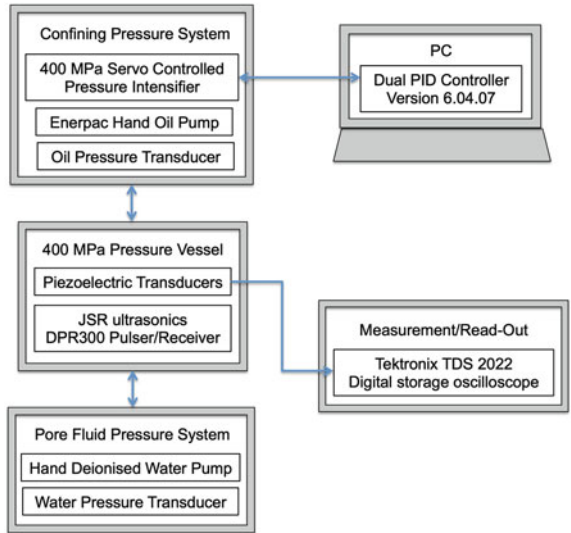 Confining Pressure System
400 MPa Servo Controlled
Pressure Intensifier
Enerpac Hand Oil Pump
Oil Pressure Transducer
PC
Dual PID Controller
Version 6.04.07
400 MPa Pressure Vessel
Piezoelectric Transducers
JSR ultrasonics
DPR300 Pulser/Receiver
Measurement/Read-Out
Tektronix TDS 2022
Digital storage oscilloscope
Pore Fluid Pressure System
Hand Deionised Water Pump
Water Pressure Transducer